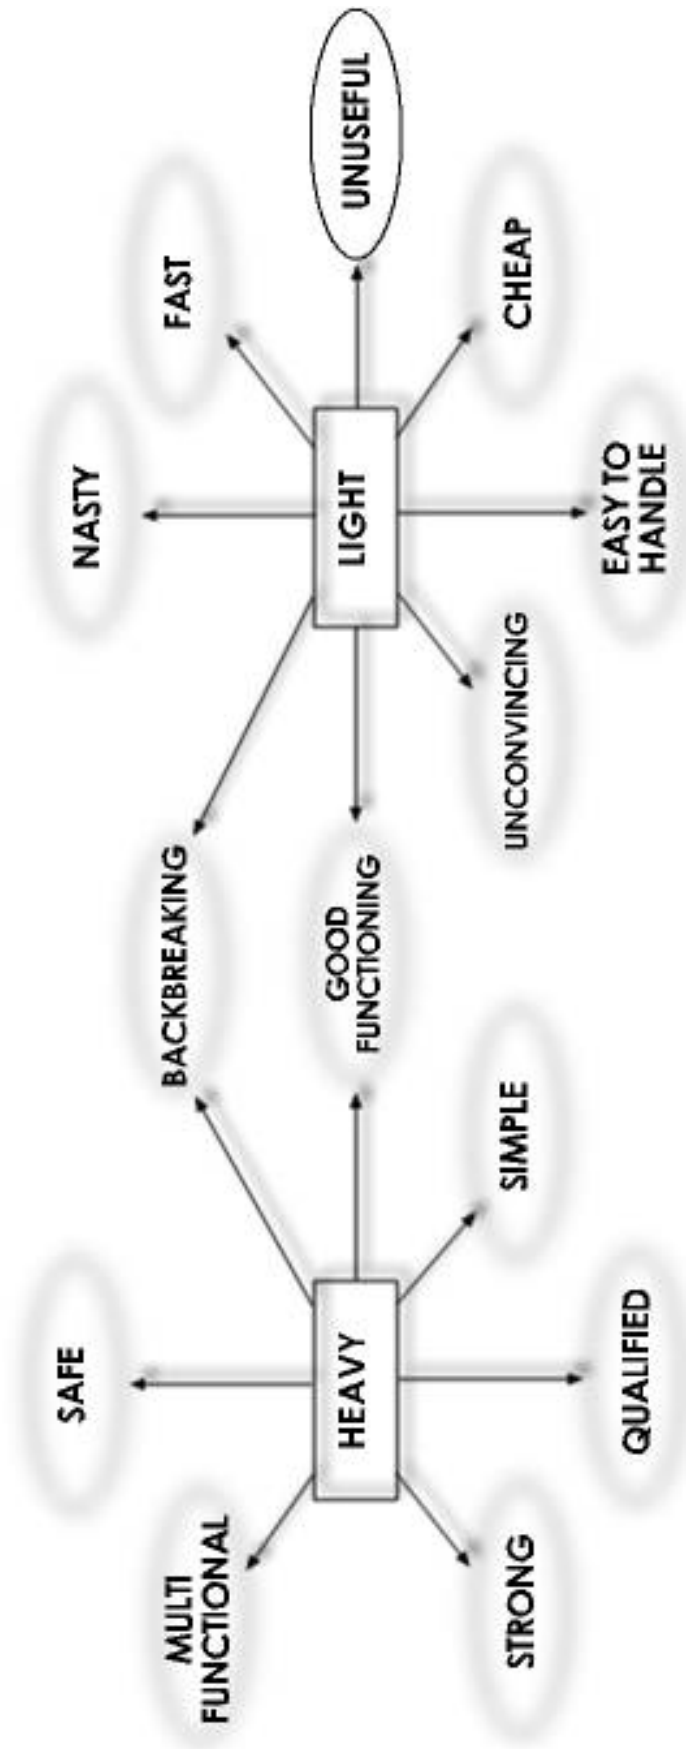 SAFE
BACKBREAKING
NASTY
MULTI
FUNCTIONAL
FAST
HEAVY
GOOD
FUNCTIONING
LIGHT
UNUSEFUL
STRONG
SIMPLE
UNCONVINCING
CHEAP
QUALIFIED
EASY TO
HANDLE